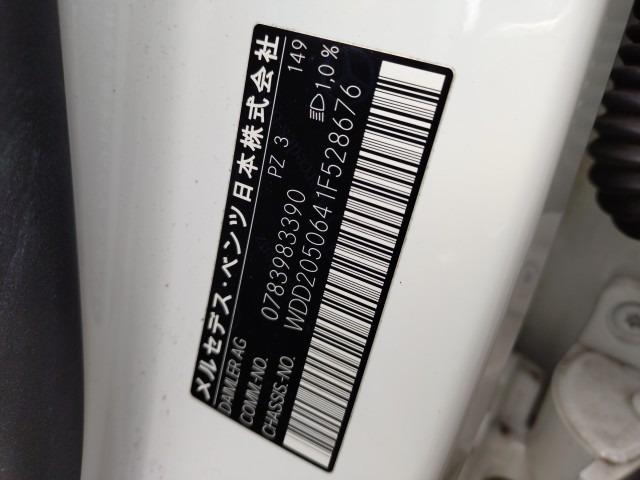 メルセデス・ベンツ日本株式会社
DAIMLER AG PZ 3 149
COMM.-NO. 0783983390 1,0%
CHASSIS.-NO. WDD2050641F528676